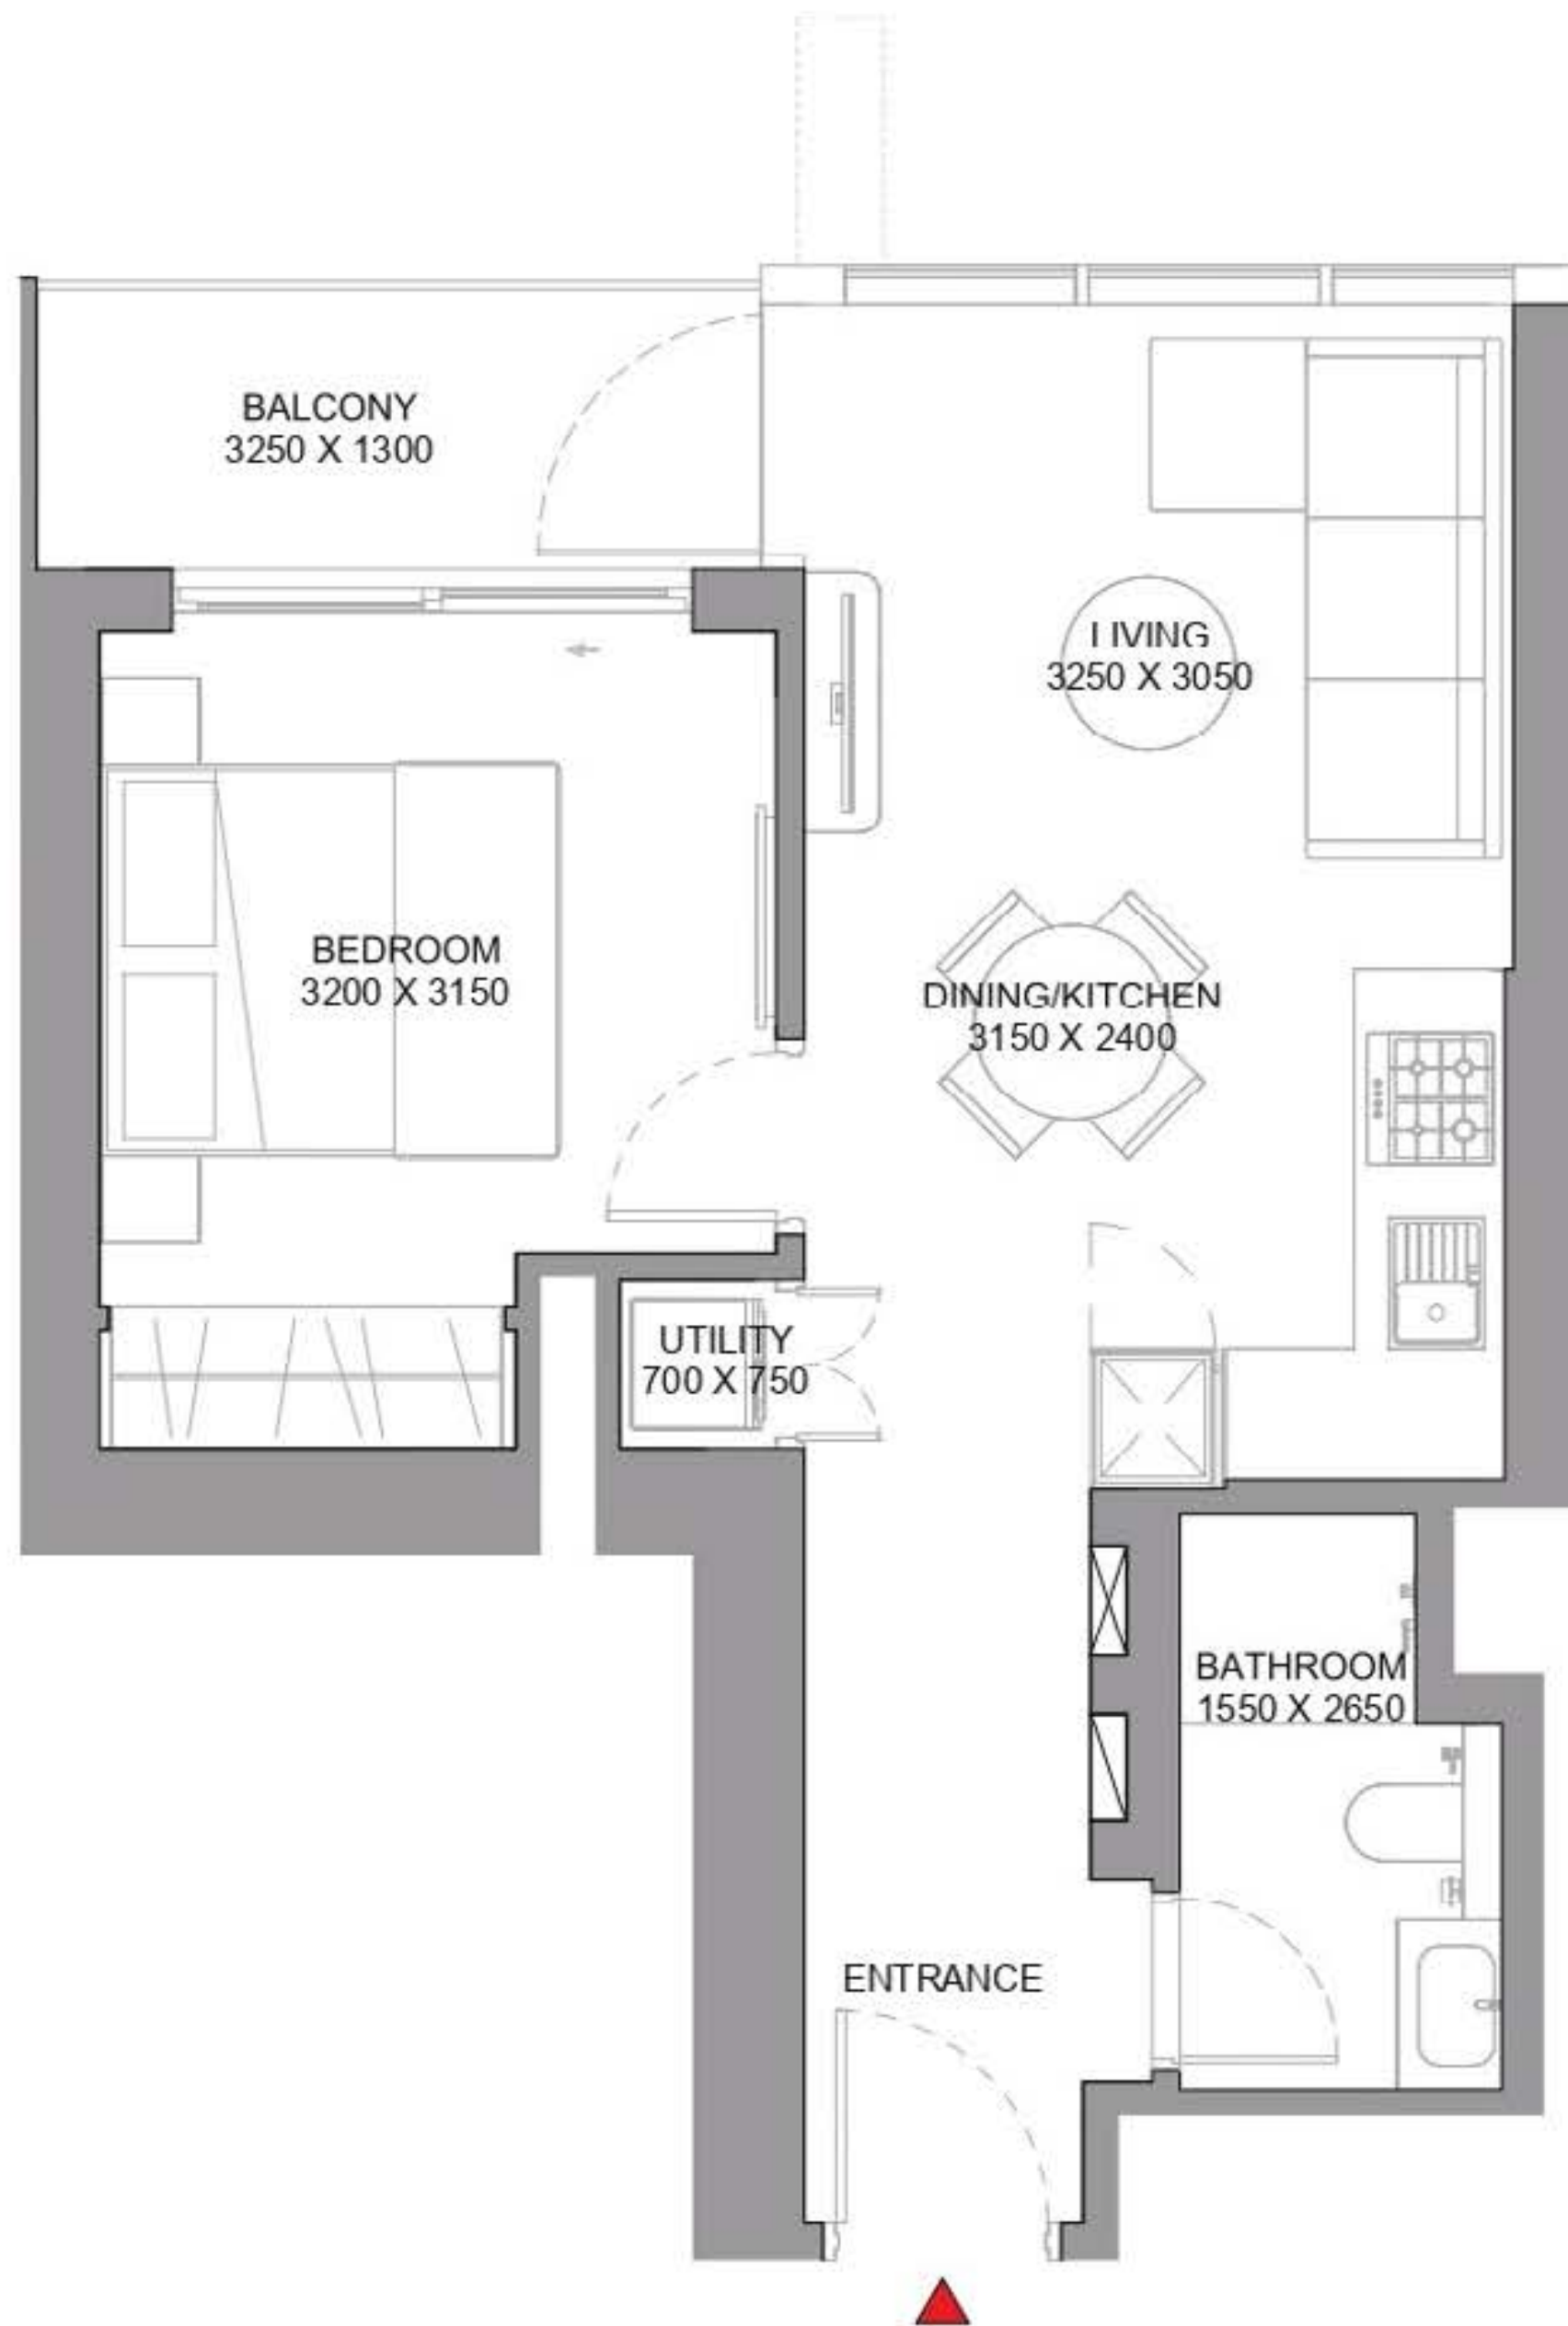 BALCONY
3250 X 1300
LIVING
3250 X 3050
BEDROOM
3200 X 3150
DINING/KITCHEN
3150 X 2400
UTILITY
700 X 750
BATHROOM
1550 X 2650
ENTRANCE